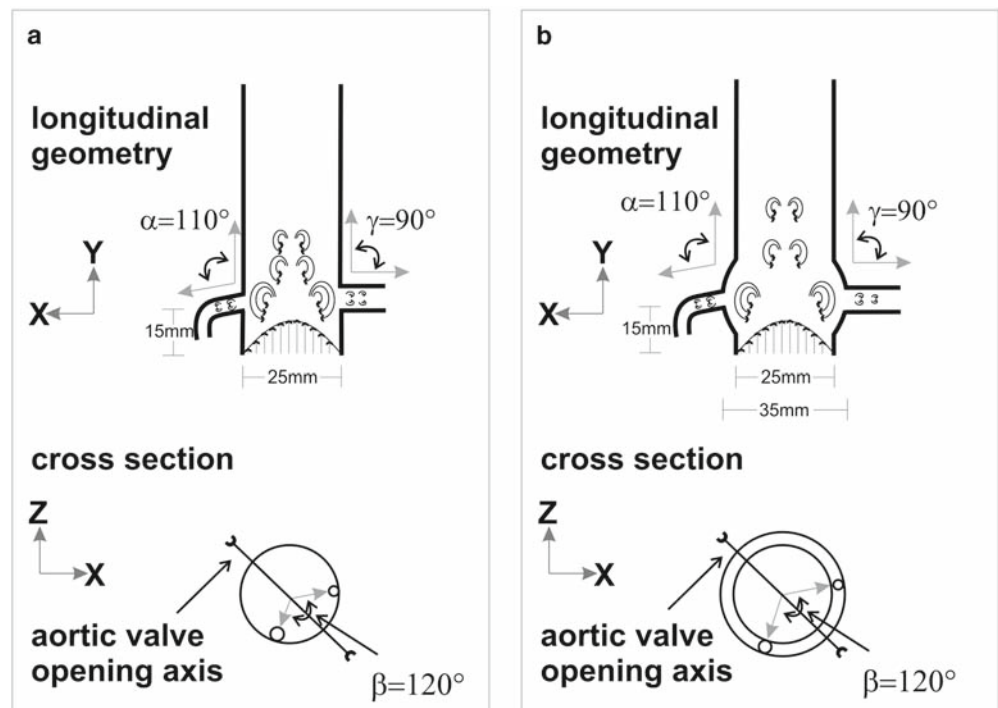 a
longitudinal
geometry
α=110°
γ=90°
Y
X
15mm
25mm
cross section
Z
X
aortic valve
opening axis
β=120°
b
longitudinal
geometry
α=110°
γ=90°
Y
X
15mm
25mm
35mm
cross section
Z
X
aortic valve
opening axis
β=120°